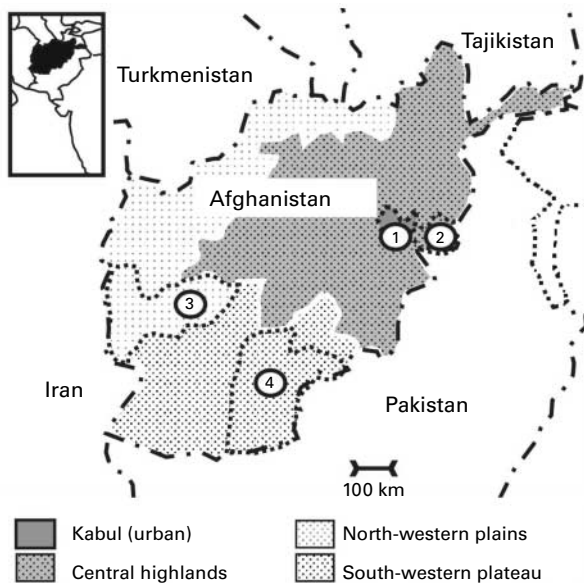 Tajikistan
Turkmenistan
Afghanistan
1
2
3
4
Iran
Pakistan
100 km
Kabul (urban)
North-western plains
Central highlands
South-western plateau